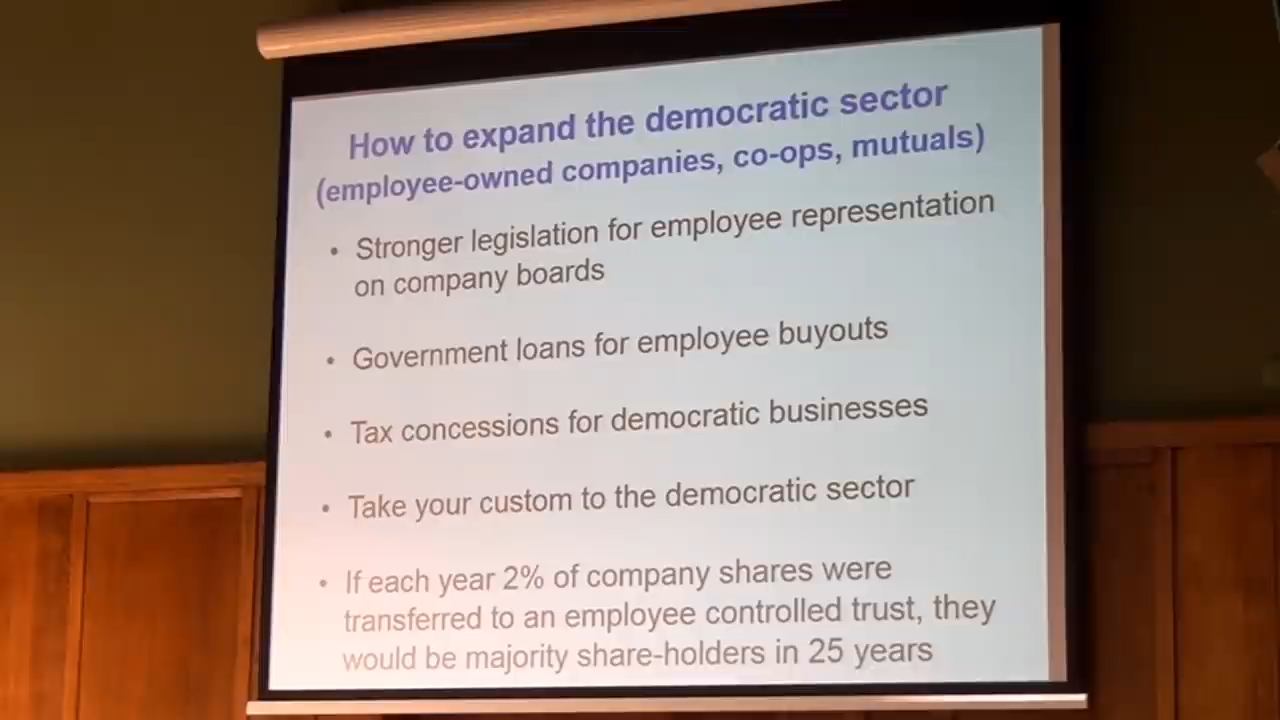 How to expand the democratic sector
(employee-owned companies, co-ops, mutuals)
• Stronger legislation for employee representation
on company boards
• Government loans for employee buyouts
• Tax concessions for democratic businesses
• Take your custom to the democratic sector
• If each year 2% of company shares were
transferred to an employee controlled trust, they
would be majority share-holders in 25 years